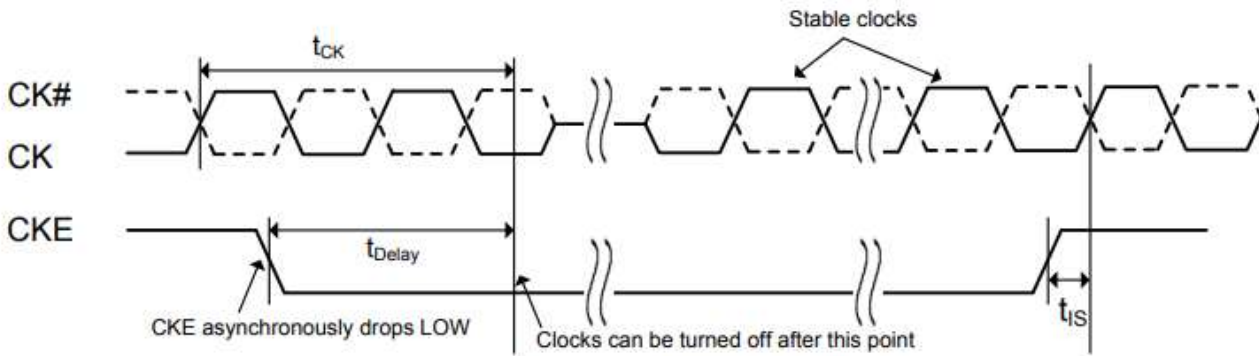 Stable clocks
tCK
CK#
CK
CKE
tDelay
tIS
CKE asynchronously drops LOW
Clocks can be turned off after this point